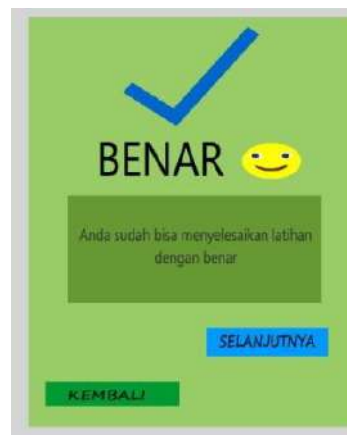 BENAR
Anda sudah bisa menyelesaikan latihan
dengan benar
SELANJUTNYA
KEMBALI